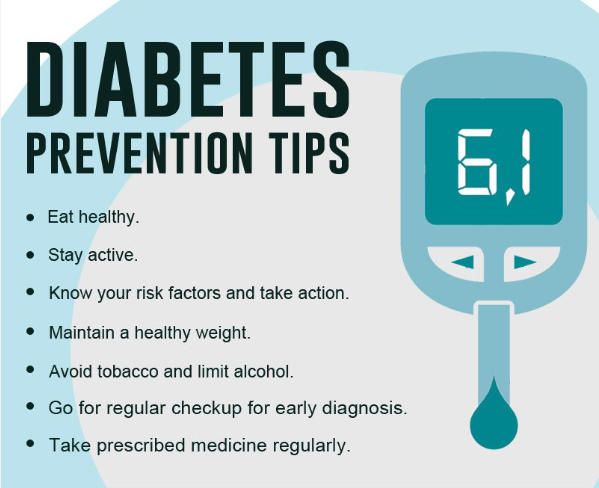 DIABETES
PREVENTION TIPS
6,1
• Eat healthy.
• Stay active.
• Know your risk factors and take action.
• Maintain a healthy weight.
• Avoid tobacco and limit alcohol.
• Go for regular checkup for early diagnosis.
• Take prescribed medicine regularly.